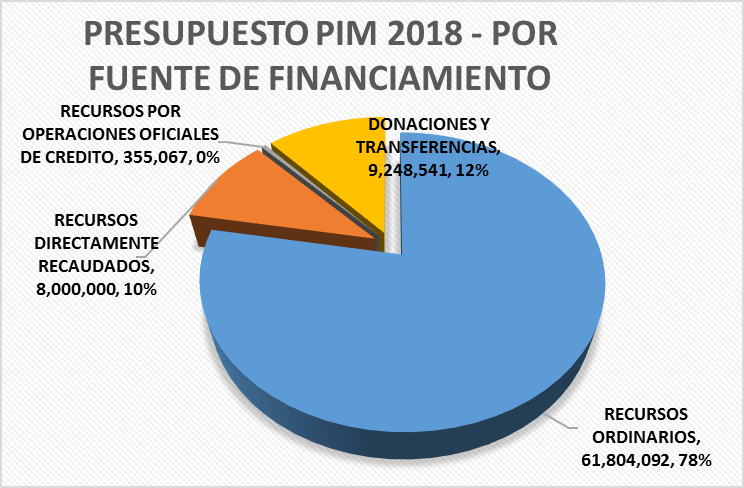 PRESUPUESTO PIM 2018 - POR
FUENTE DE FINANCIAMIENTO
RECURSOS POR
OPERACIONES OFICIALES
DE CREDITO, 355,067, 0%
DONACIONES Y
TRANSFERENCIAS,
9,248,541, 12%
RECURSOS
DIRECTAMENTE
RECAUDADOS,
8,000,000, 10%
RECURSOS
ORDINARIOS,
61,804,092, 78%